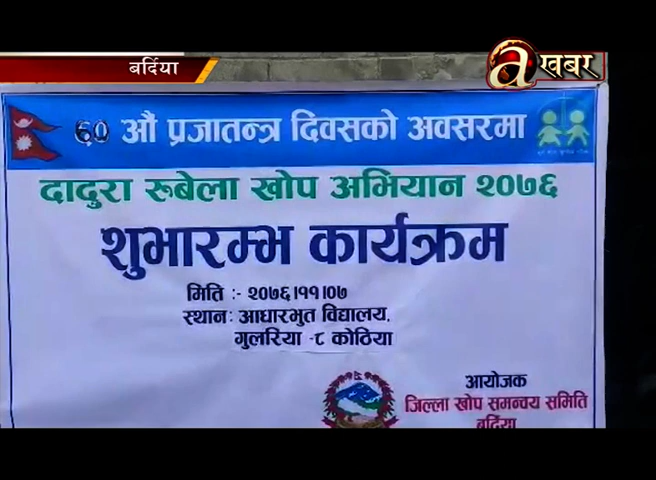 बर्दिया
a खबर
६७ औ प्रजातन्त्र दिवसको अवसरमा
दादुरा रुबेला खोप अभियान २०७६
शुभारम्भ कार्यक्रम
मिति :- २०७६।११।०७
स्थान: आधारभुत विद्यालय,
गुलरिया -८ कोठिया
आयोजक
जिल्ला खोप समन्वय समिति
बर्दिया